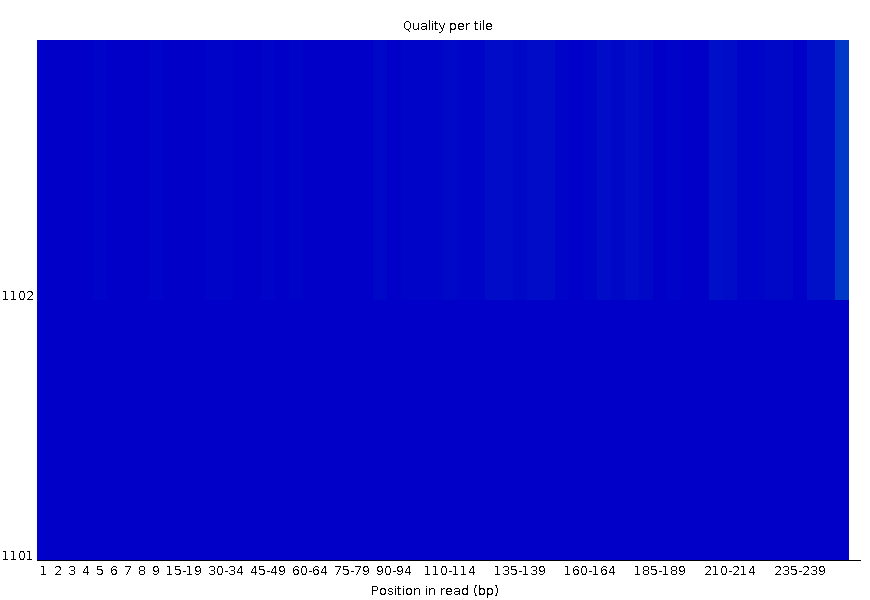 Quality per tile
1102
1101
1 2 3 4 5 6 7 8 9 15-19 30-34 45-49 60-64 75-79 90-94 110-114 135-139 160-164 185-189 210-214 235-239
Position in read (bp)